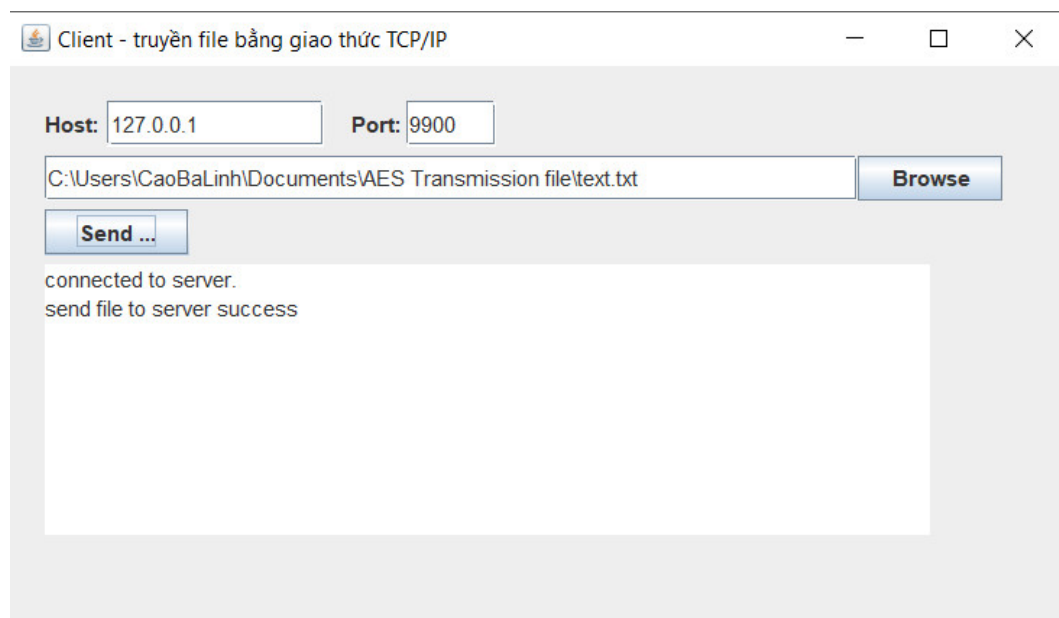 Client - truyền file bằng giao thức TCP/IP
Host: 127.0.0.1 Port: 9900
C:\Users\CaoBaLinh\Documents\AES Transmission file\text.txt Browse
Send ...
connected to server.
send file to server success